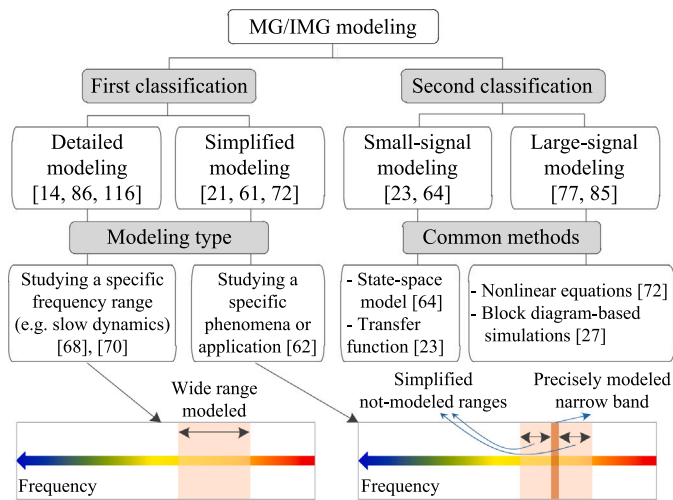 MG/IMG modeling
First classification
Second classification
Detailed
modeling
[14, 86, 116]
Simplified
modeling
[21, 61, 72]
Small-signal
modeling
[23, 64]
Large-signal
modeling
[77, 85]
Modeling type
Common methods
Studying a specific
frequency range
(e.g. slow dynamics)
[68], [70]
Studying a
specific
phenomena or
application [62]
- State-space
model [64]
- Transfer
function [23]
- Nonlinear equations [72]
- Block diagram-based
simulations [27]
Wide range
modeled
Simplified
not-modeled ranges
Precisely modeled
narrow band
Frequency
Frequency